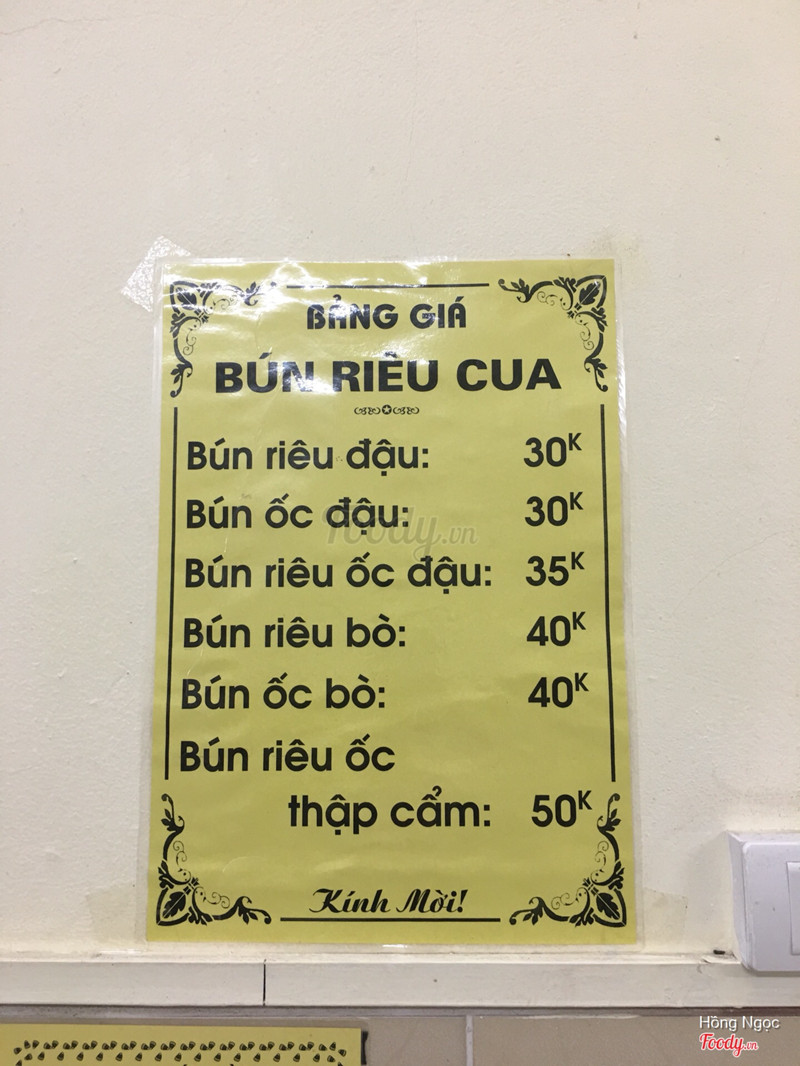 BẢNG GIÁ
BÚN RIÊU CUA
Bún riêu đậu: 30K
Bún ốc đậu: 30K
Bún riêu ốc đậu: 35K
Bún riêu bò: 40K
Bún ốc bò: 40K
Bún riêu ốc
thập cẩm: 50K
Kính Mời!
Foody.vn
Hồng Ngọc
Foody.vn